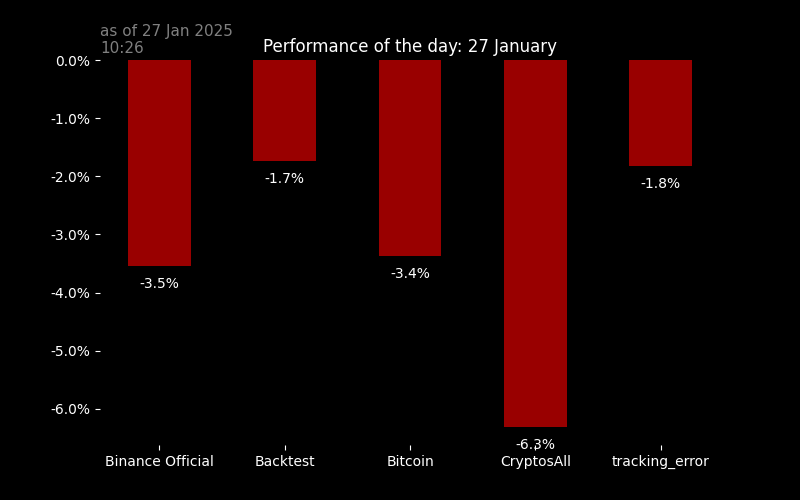 as of 27 Jan 2025
10:26
Performance of the day: 27 January
0.0%
-1.0%
-2.0%
-3.0%
-4.0%
-5.0%
-6.0%
-3.5%
-1.7%
-3.4%
-6.3%
-1.8%
Binance Official
Backtest
Bitcoin
CryptosAll
tracking_error